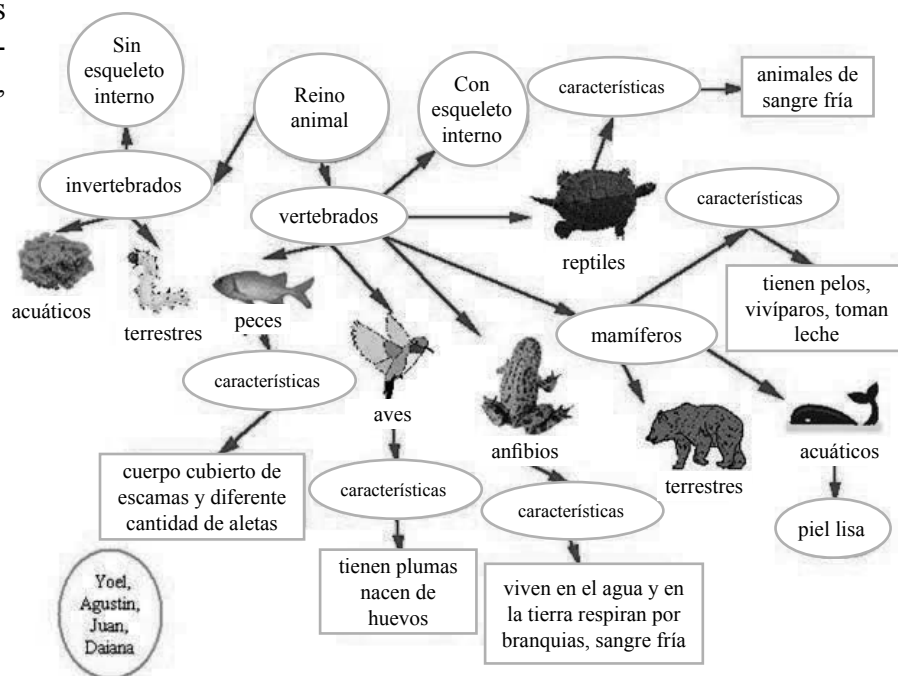 s
-
,
Sin
esqueleto
interno
Reino
animal
Con
esqueleto
interno
características
animales de
sangre fría
invertebrados
vertebrados
características
reptiles
acuáticos
terrestres
peces
tienen pelos,
vivíparos, toman
leche
mamíferos
características
aves
anfibios
terrestres
acuáticos
cuerpo cubierto de
escamas y diferente
cantidad de aletas
características
características
piel lisa
tienen plumas
nacen de
huevos
viven en el agua y en
la tierra respiran por
branquias, sangre fría
Yoel,
Agustin,
Juan,
Daiana